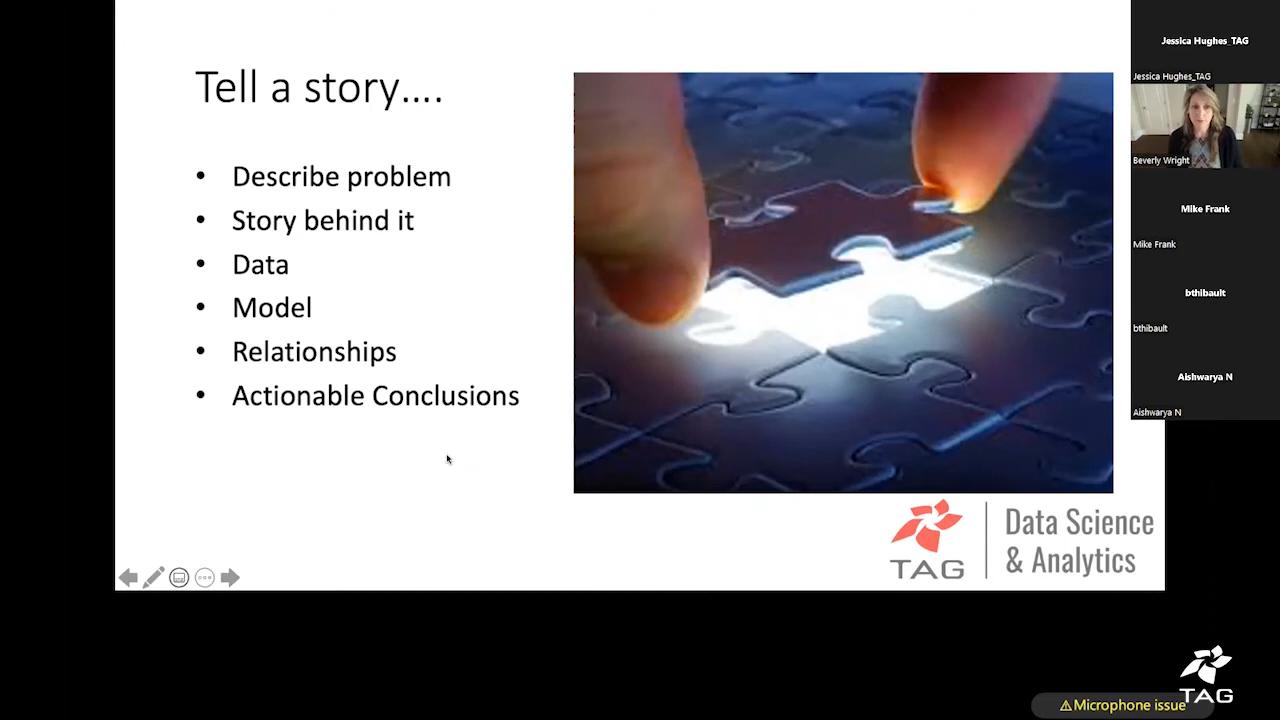 Tell a story....
• Describe problem
• Story behind it
• Data
• Model
• Relationships
• Actionable Conclusions
TAG
Data Science
& Analytics
Jessica Hughes_TAG
Jessica Hughes_TAG
Beverly Wright
Mike Frank
Mike Frank
bthibault
bthibault
Aishwarya N
Aishwarya N
TAG
⚠Microphone issue